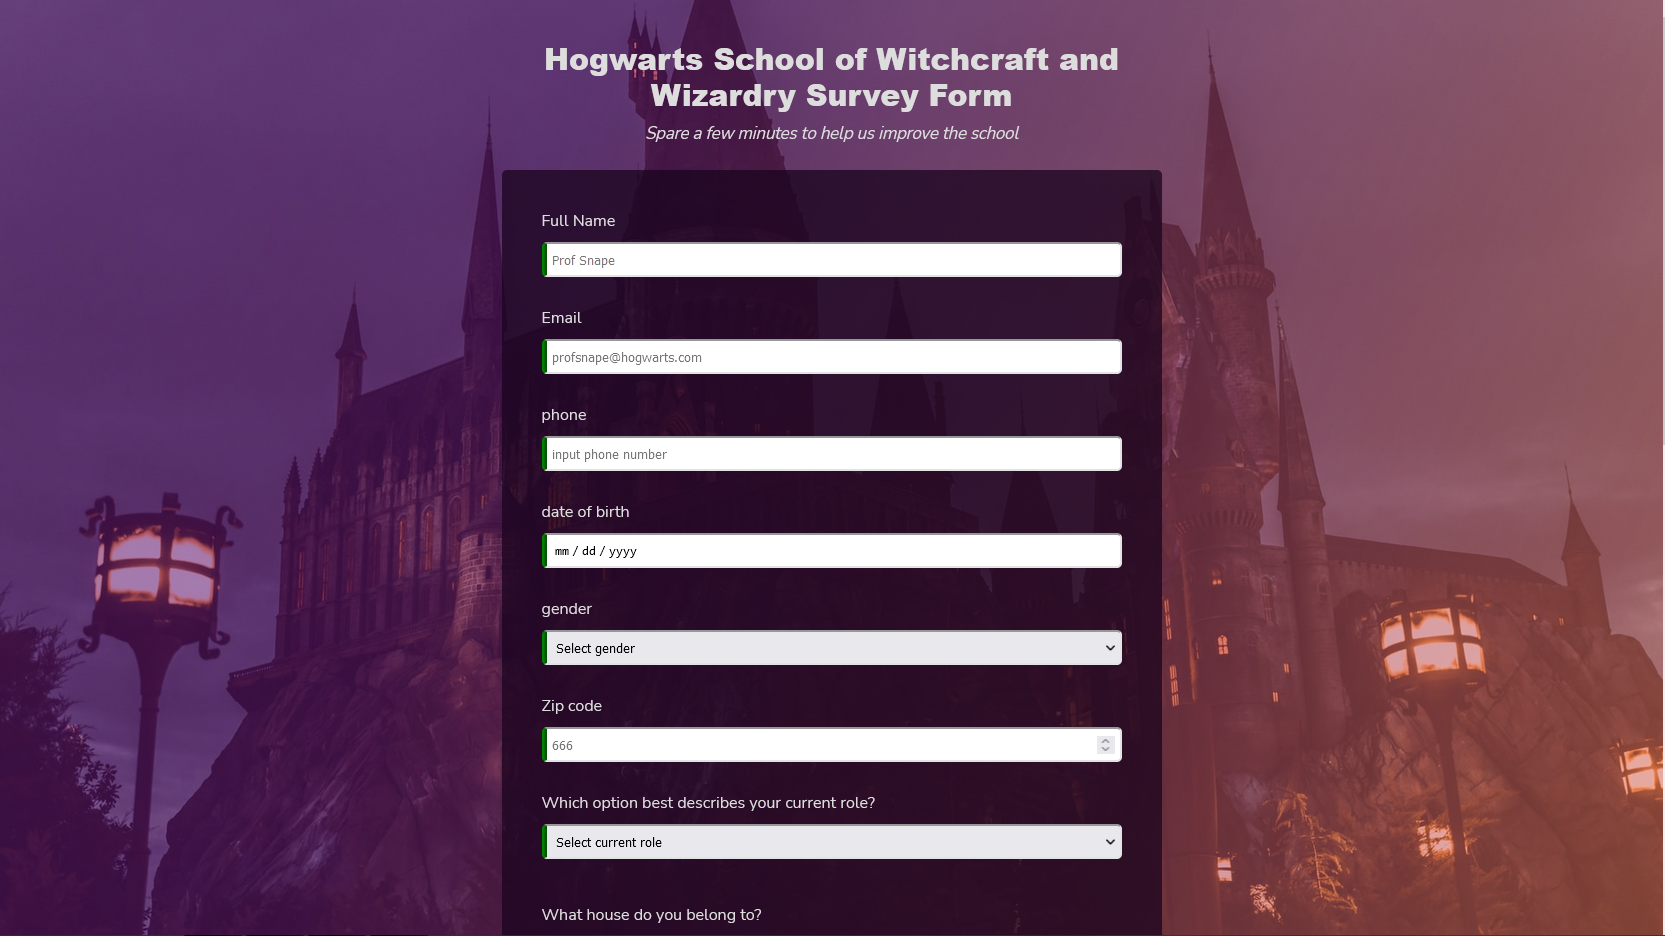 Hogwarts School of Witchcraft and
Wizardry Survey Form
Spare a few minutes to help us improve the school
Full Name
Prof Snape
Email
profsnape@hogwarts.com
phone
input phone number
date of birth
mm / dd / yyyy
gender
Select gender
Zip code
666
Which option best describes your current role?
Select current role
What house do you belong to?